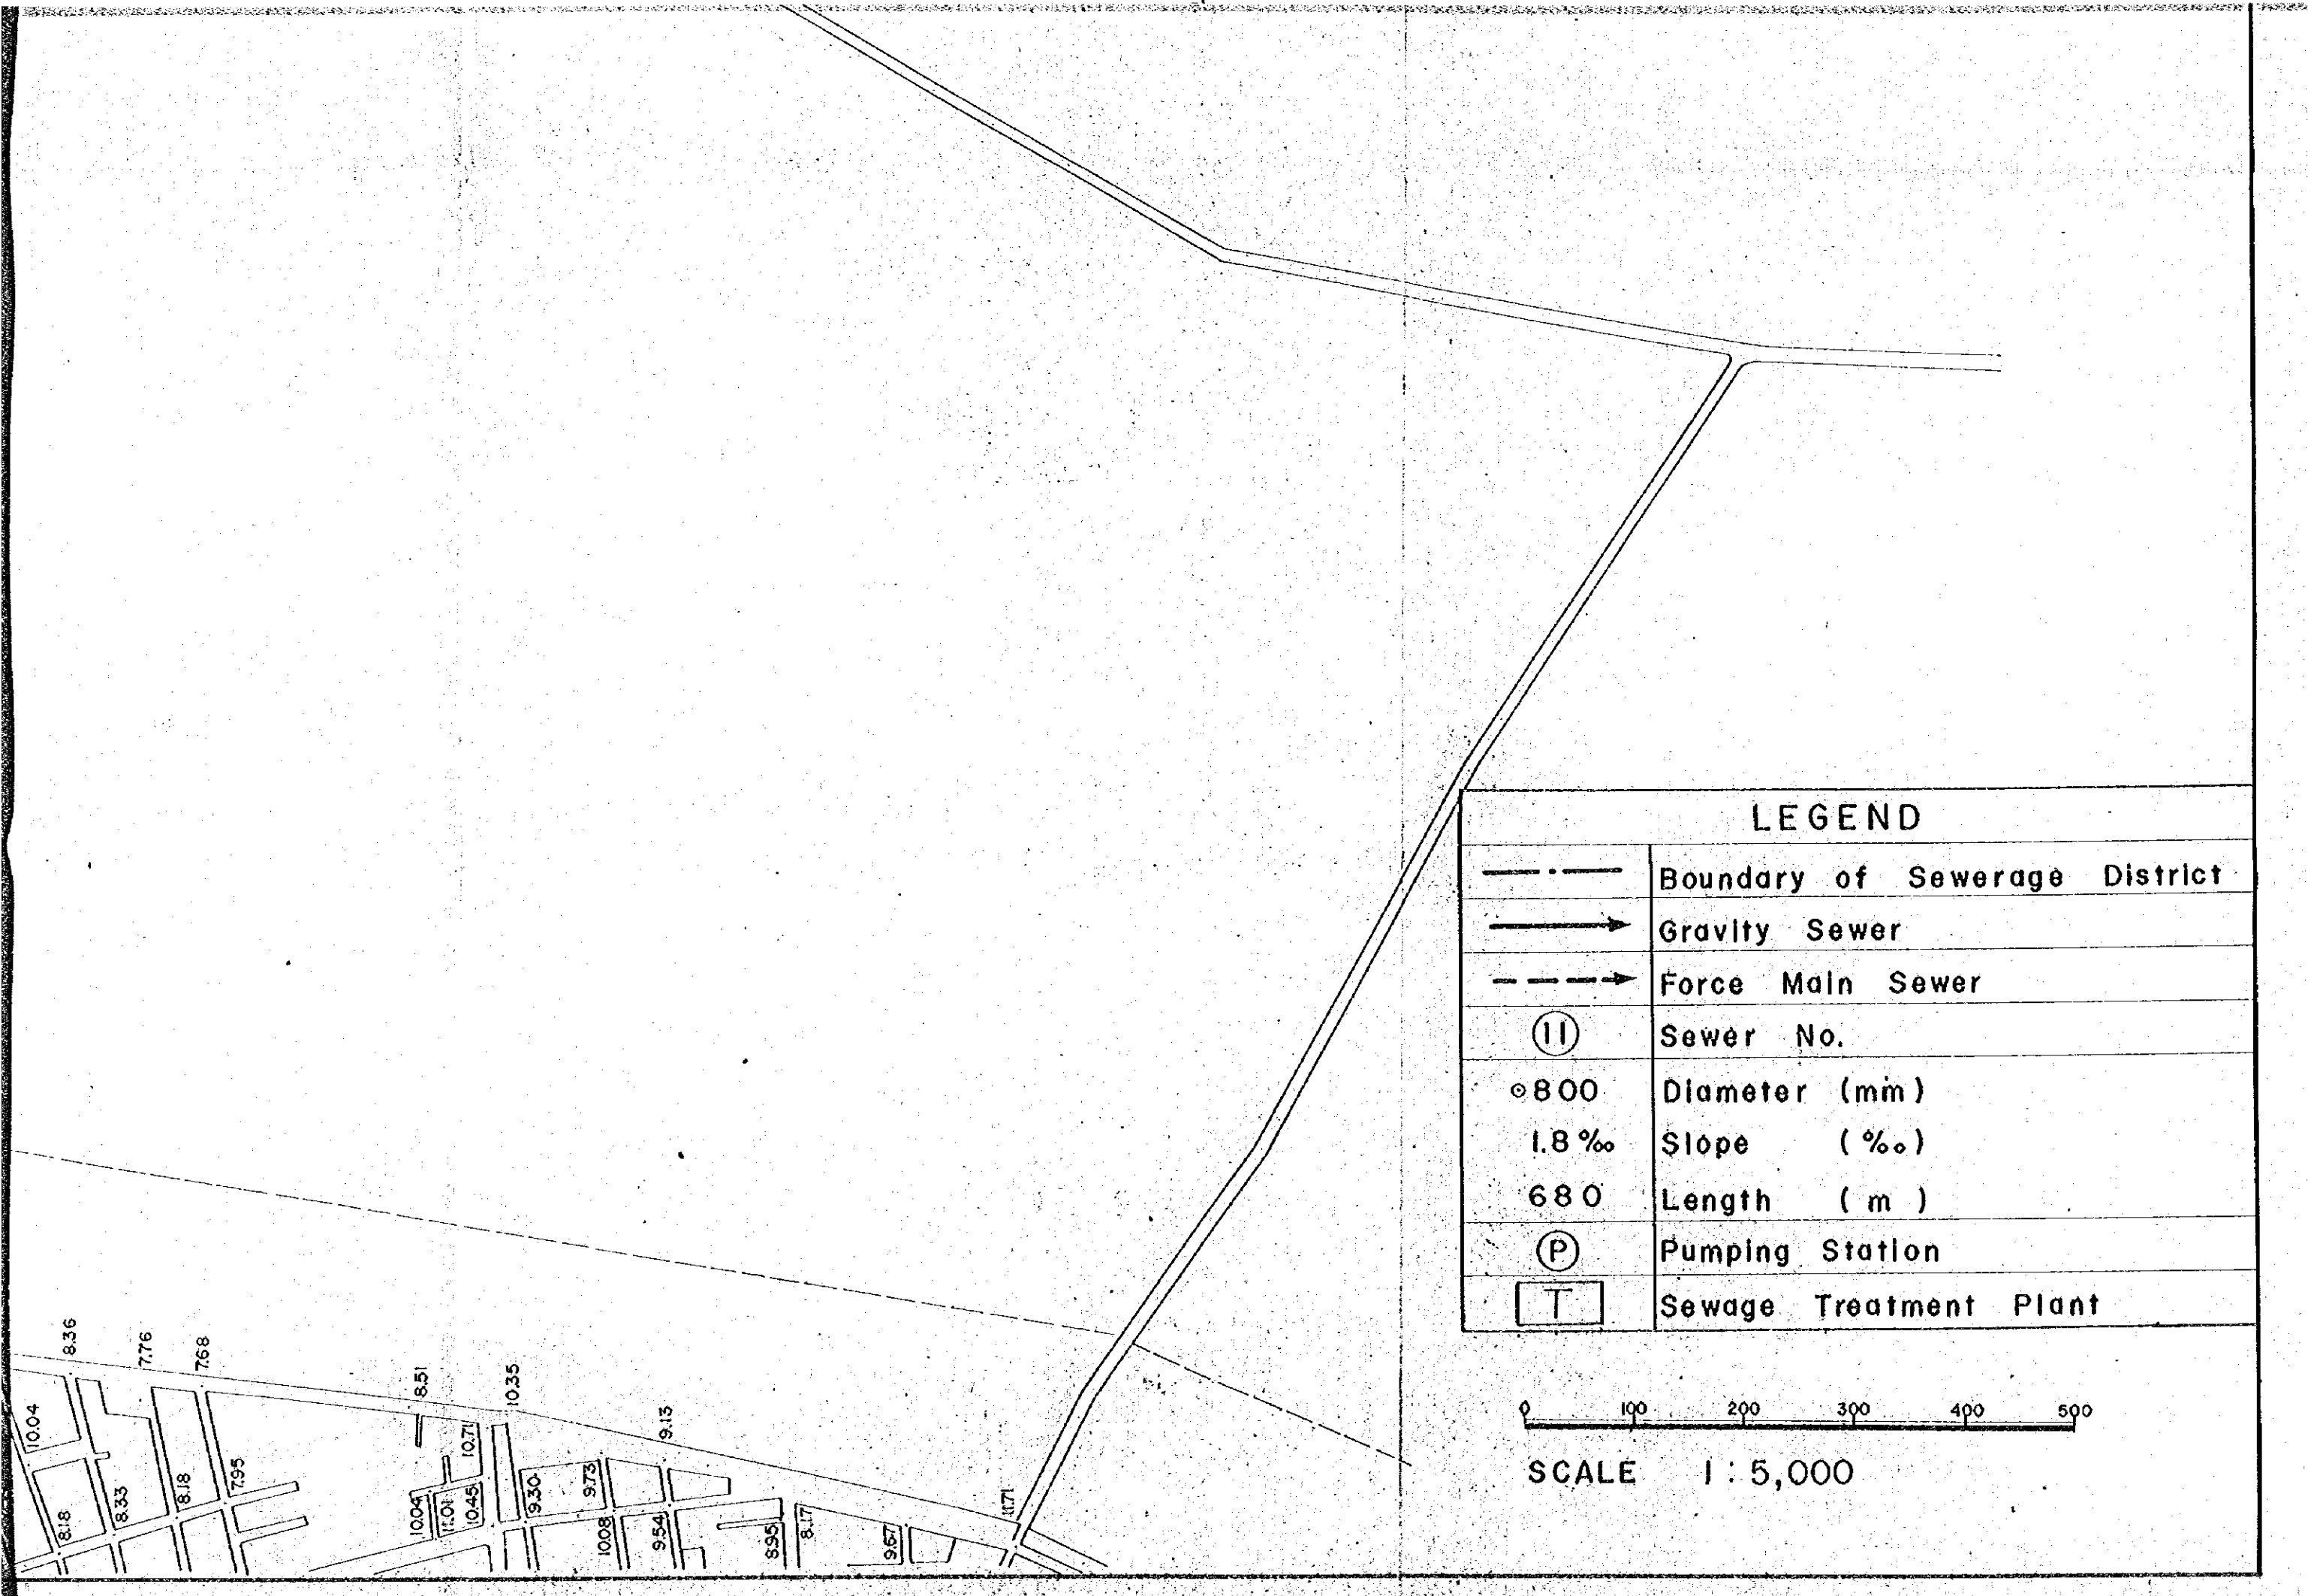 LEGEND
Boundary of Sewerage District
Gravity Sewer
Force Main Sewer
11 Sewer No.
⊙800 Diameter (mm)
1.8‰ Slope (‰)
680 Length (m)
P Pumping Station
T Sewage Treatment Plant
0 100 200 300 400 500
SCALE 1:5,000
8.36
7.76
7.68
8.51
10.35
9.13
11.71
10.04
8.18
8.33
8.18
7.95
10.04
11.01
10.45
10.71
9.30
9.73
10.08
9.54
8.95
8.17
9.67